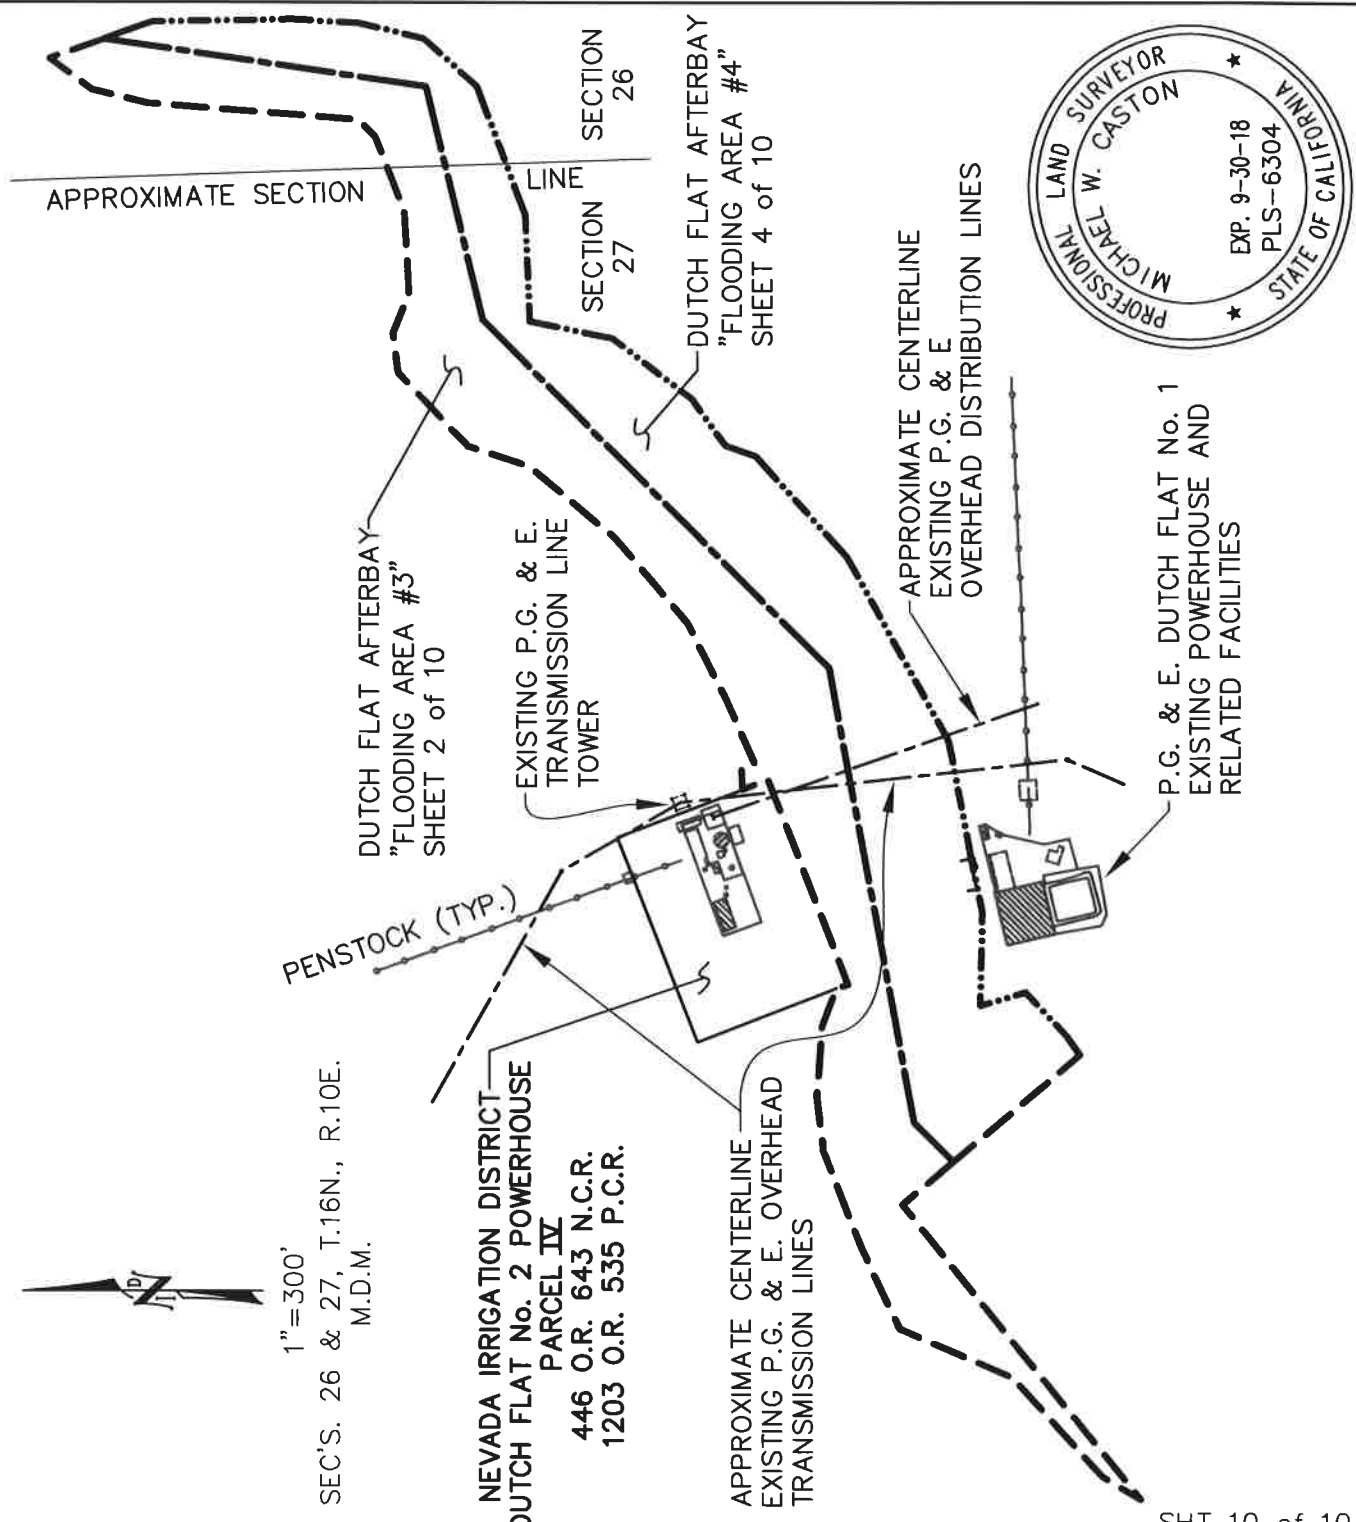 1"=300'
SEC'S. 26 & 27, T.16N., R.10E.
M.D.M.
NEVADA IRRIGATION DISTRICT
DUTCH FLAT No. 2 POWERHOUSE
PARCEL IV
446 O.R. 643 N.C.R.
1203 O.R. 535 P.C.R.
APPROXIMATE CENTERLINE
EXISTING P.G. & E. OVERHEAD
TRANSMISSION LINES
PENSTOCK (TYP.)
DUTCH FLAT AFTERBAY
"FLOODING AREA #3"
SHEET 2 of 10
EXISTING P.G. & E.
TRANSMISSION LINE
TOWER
APPROXIMATE SECTION LINE
SECTION
26
SECTION
27
DUTCH FLAT AFTERBAY
"FLOODING AREA #4"
SHEET 4 of 10
APPROXIMATE CENTERLINE
EXISTING P.G. & E
OVERHEAD DISTRIBUTION LINES
P.G. & E. DUTCH FLAT No. 1
EXISTING POWERHOUSE AND
RELATED FACILITIES
PROFESSIONAL LAND SURVEYOR
MICHAEL W. CASTON
EXP. 9-30-18
PLS-6304
STATE OF CALIFORNIA
SHT 10 of 10